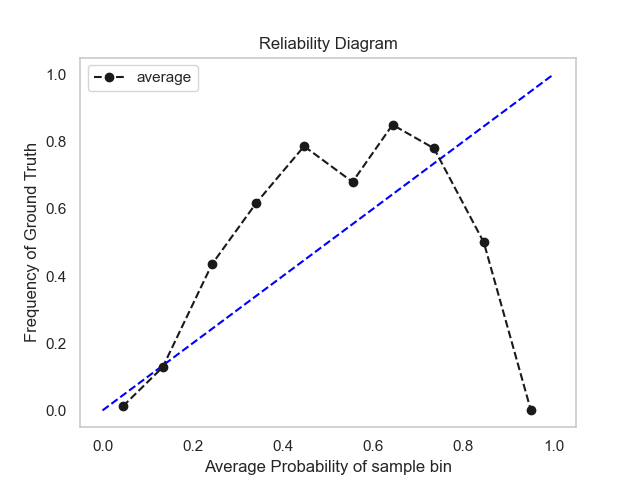 Reliability Diagram
average
Frequency of Ground Truth
1.0
0.8
0.6
0.4
0.2
0.0
0.0 0.2 0.4 0.6 0.8 1.0
Average Probability of sample bin